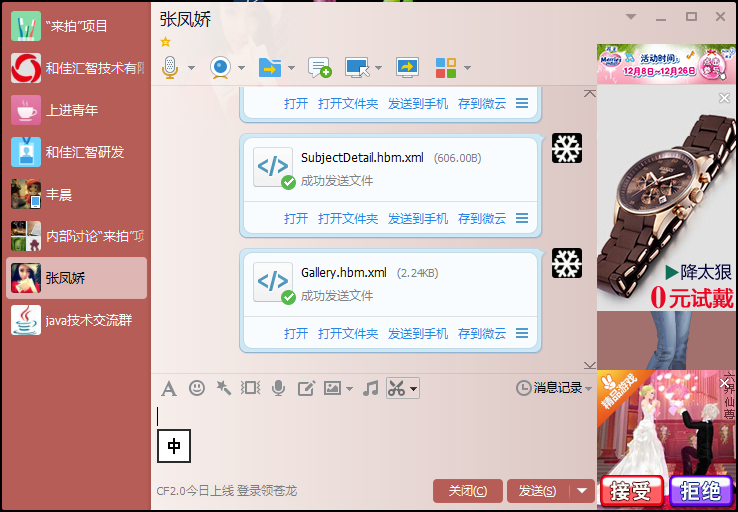 张凤娇
“来拍”项目
和佳汇智技术有限
上进青年
和佳汇智研发
丰晨
内部讨论“来拍”项
张凤娇
java技术交流群
打开 打开文件夹 发送到手机 存到微云
SubjectDetail.hbm.xml (606.00B)
成功发送文件
打开 打开文件夹 发送到手机 存到微云
Gallery.hbm.xml (2.24KB)
成功发送文件
打开 打开文件夹 发送到手机 存到微云
消息记录
中
CF2.0今日上线 登录领苍龙
关闭(C)
发送(S)
Merries
活动时间:
12月8日~12月26日
降太狠
0元试戴
精品游戏
六界仙尊
接受
拒绝